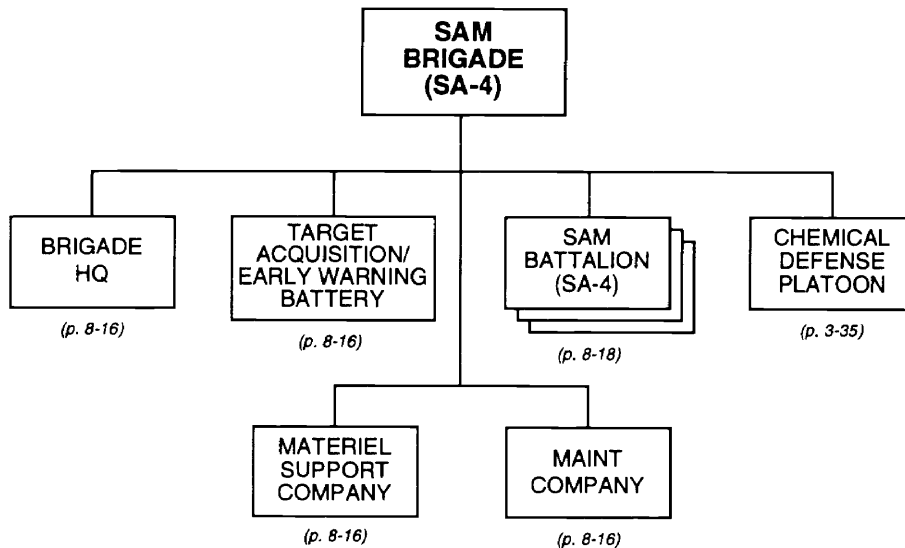 SAM
BRIGADE
(SA-4)
BRIGADE
HQ
(p. 8-16)
TARGET
ACQUISITION/
EARLY WARNING
BATTERY
(p. 8-16)
SAM
BATTALION
(SA-4)
(p. 8-18)
CHEMICAL
DEFENSE
PLATOON
(p. 3-35)
MATERIEL
SUPPORT
COMPANY
(p. 8-16)
MAINT
COMPANY
(p. 8-16)